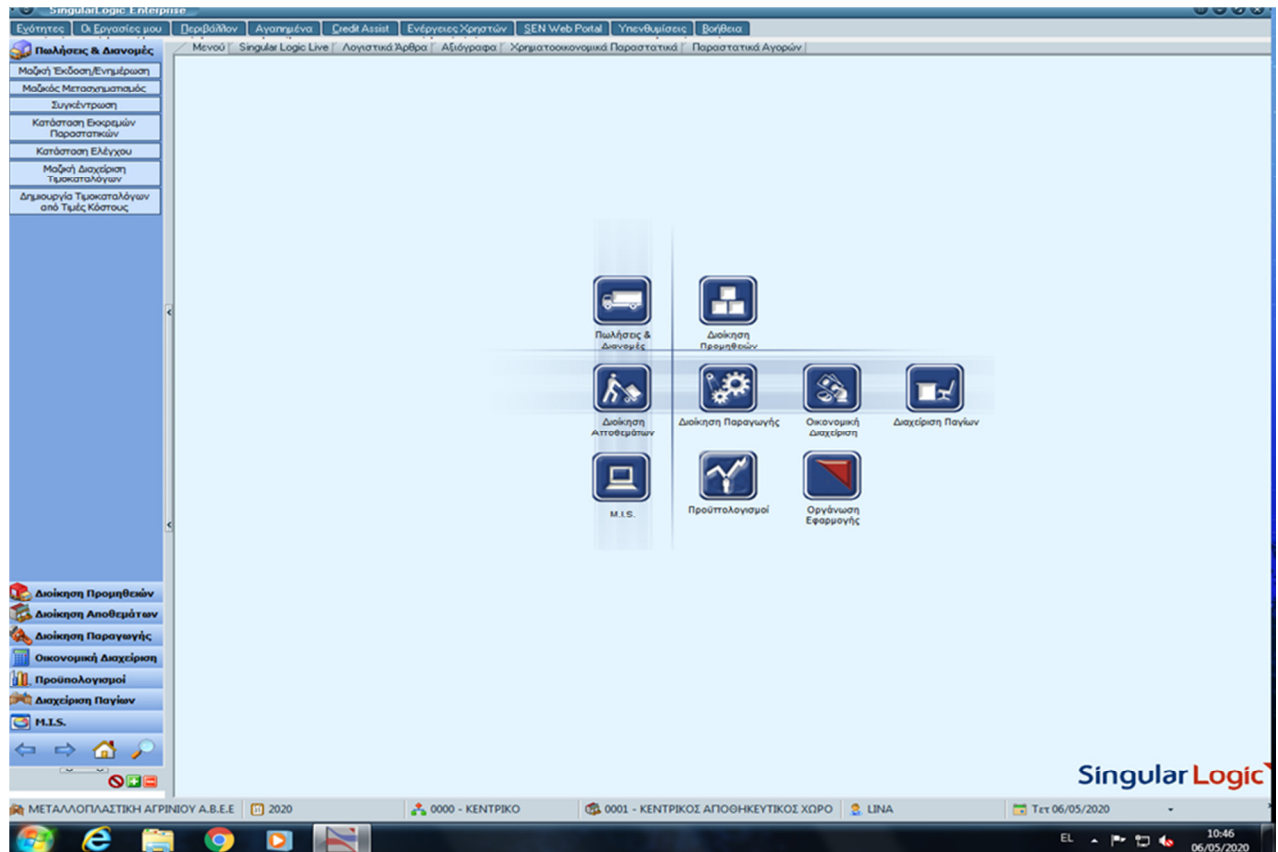 SingularLogic Enterprise
Ενότητες Οι Εργασίες μου Περιβάλλον Αγαπημένα Credit Assist Ενέργειες Χρηστών SEN Web Portal Υπενθυμίσεις Βοήθεια
Πωλήσεις & Διανομές
Μενού Singular Logic Live Λογιστικά Άρθρα Αξιόγραφα Χρηματοοικονομικά Παραστατικά Παραστατικά Αγορών
Μαζική Έκδοση/Ενημέρωση
Μαζικός Μετασχηματισμός
Συγκέντρωση
Κατάσταση Εκκρεμών
Παραστατικών
Κατάσταση Ελέγχου
Μαζική Διαχείριση
Τιμοκαταλόγων
Δημιουργία Τιμοκαταλόγων
από Τιμές Κόστους
Πωλήσεις &
Διανομές
Διοίκηση
Προμηθειών
Διοίκηση
Αποθεμάτων
Διοίκηση Παραγωγής
Οικονομική
Διαχείριση
Διαχείριση Παγίων
M.I.S.
Προϋπολογισμοί
Οργάνωση
Εφαρμογής
Διοίκηση Προμηθειών
Διοίκηση Αποθεμάτων
Διοίκηση Παραγωγής
Οικονομική Διαχείριση
Προϋπολογισμοί
Διαχείριση Παγίων
M.I.S.
Singular Logic
ΜΕΤΑΛΛΟΠΛΑΣΤΙΚΗ ΑΓΡΙΝΙΟΥ Α.Β.Ε.Ε 2020 0000 - ΚΕΝΤΡΙΚΟ 0001 - ΚΕΝΤΡΙΚΟΣ ΑΠΟΘΗΚΕΥΤΙΚΟΣ ΧΩΡΟ LINA Τετ 06/05/2020
EL 10:46
06/05/2020